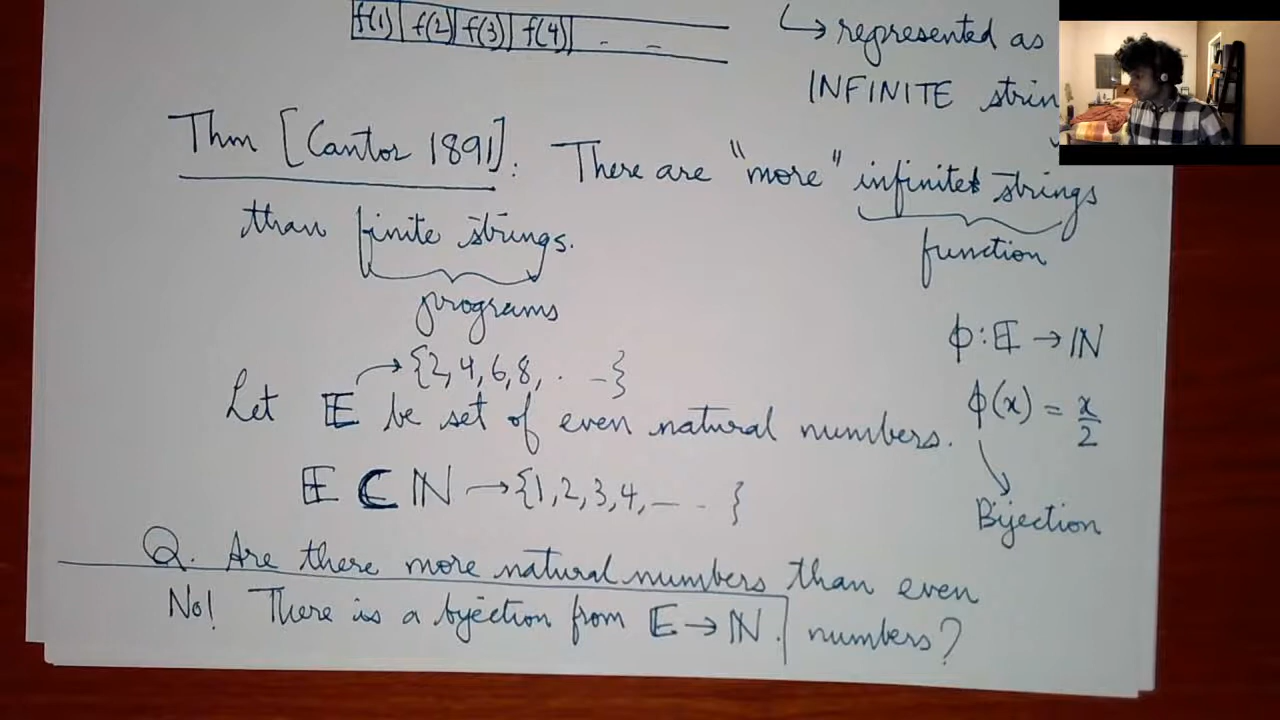 f(1) f(2) f(3) f(4) - -
↳ represented as
INFINITE strin
Thm [Cantor 1891]. There are "more" infinite strings
than finite strings.
function
programs
ϕ: 𝔼 → ℕ
→ {2, 4, 6, 8, . . - }
Let 𝔼 be set of even natural numbers.
ϕ(x) = x/2
𝔼 ⊂ ℕ → {1, 2, 3, 4, — - - }
Bijection
Q. Are there more natural numbers than even
numbers?
No! There is a bijection from 𝔼 → ℕ.